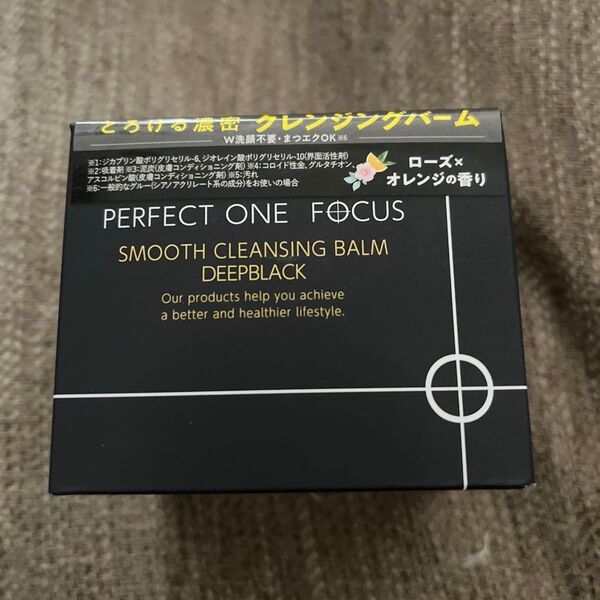 とろける濃密 クレンジングバーム
W洗顔不要・まつエクOK※6
※1:ジカプリン酸ポリグリセリル-6、ジオレイン酸ポリグリセリル-10(界面活性剤)
※2:吸着剤 ※3:泥炭(皮膚コンディショニング剤) ※4:コロイド性金、グルタチオン、
アスコルビン酸(皮膚コンディショニング剤) ※5:汚れ
※6:一般的なグルー(シアノアクリレート系の成分)をお使いの場合
ローズ×
オレンジの香り
PERFECT ONE FOCUS
SMOOTH CLEANSING BALM
DEEPBLACK
Our products help you achieve
a better and healthier lifestyle.